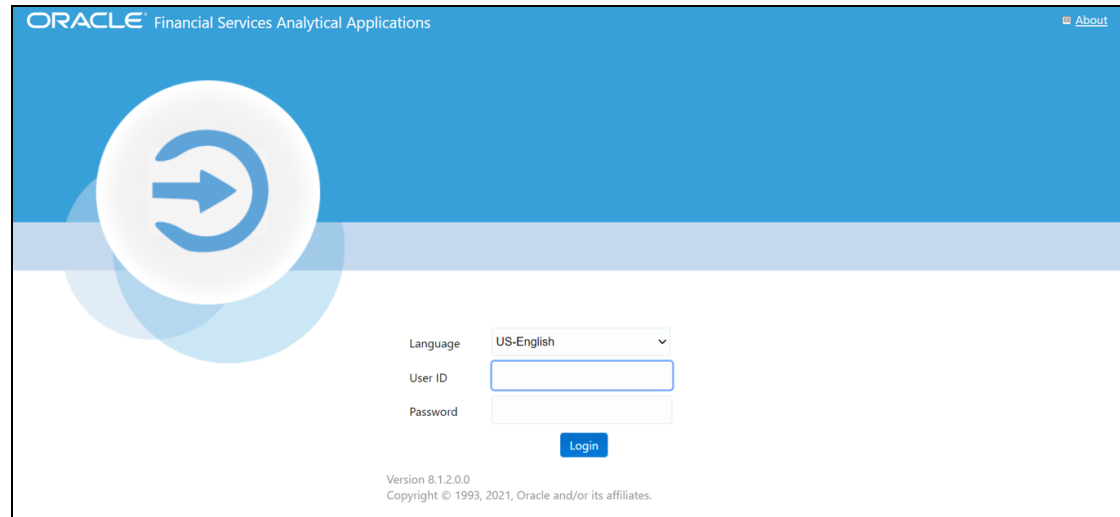 ORACLE® Financial Services Analytical Applications
About
Language US-English
User ID
Password
Login
Version 8.1.2.0.0
Copyright © 1993, 2021, Oracle and/or its affiliates.